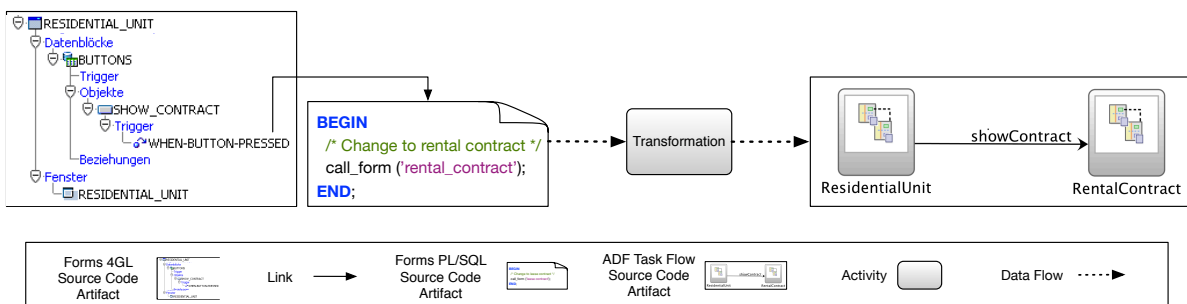 RESIDENTIAL_UNIT
Datenblöcke
BUTTONS
Trigger
Objekte
SHOW_CONTRACT
Trigger
WHEN-BUTTON-PRESSED
Beziehungen
Fenster
RESIDENTIAL_UNIT
BEGIN
/* Change to rental contract */
call_form ('rental_contract');
END;
Transformation
showContract
ResidentialUnit
RentalContract
Forms 4GL
Source Code
Artifact
Link
Forms PL/SQL
Source Code
Artifact
ADF Task Flow
Source Code
Artifact
Activity
Data Flow